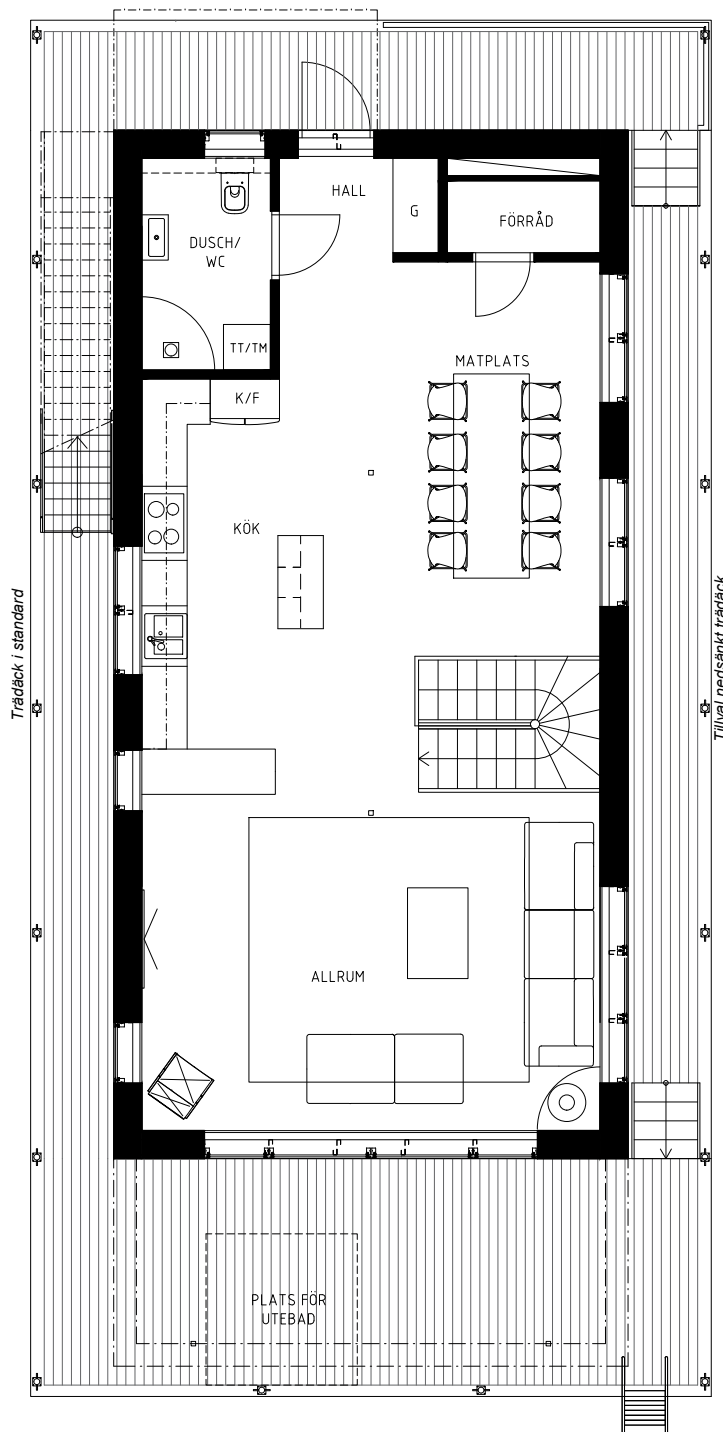 HALL
G
FÖRRÅD
DUSCH/
WC
TT/TM
MATPLATS
K/F
KÖK
Trädäck i standard
Tillval nedsänkt trädäck
ALLRUM
PLATS FÖR
UTEBAD